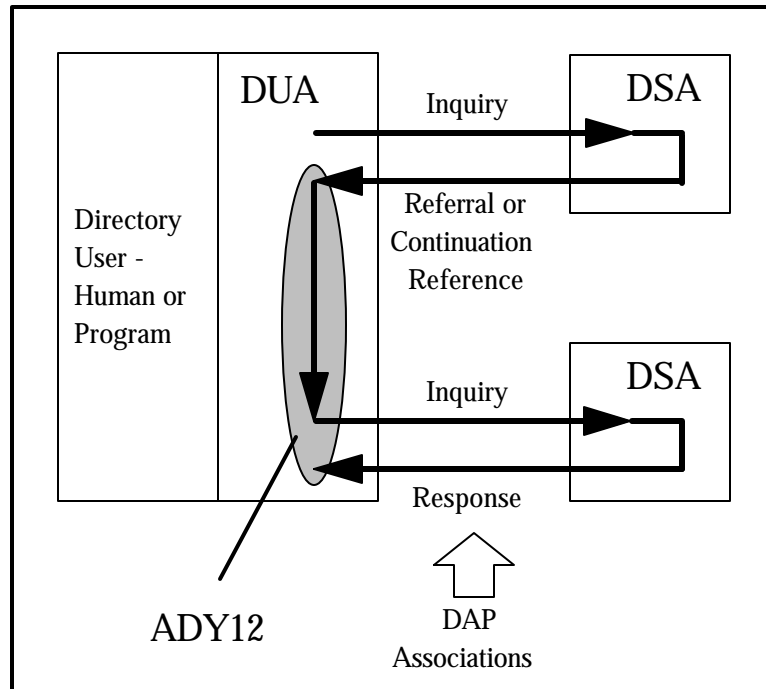 DUA
DSA
Inquiry
Referral or
Continuation
Reference
Directory
User -
Human or
Program
DSA
Inquiry
Response
ADY12
DAP
Associations